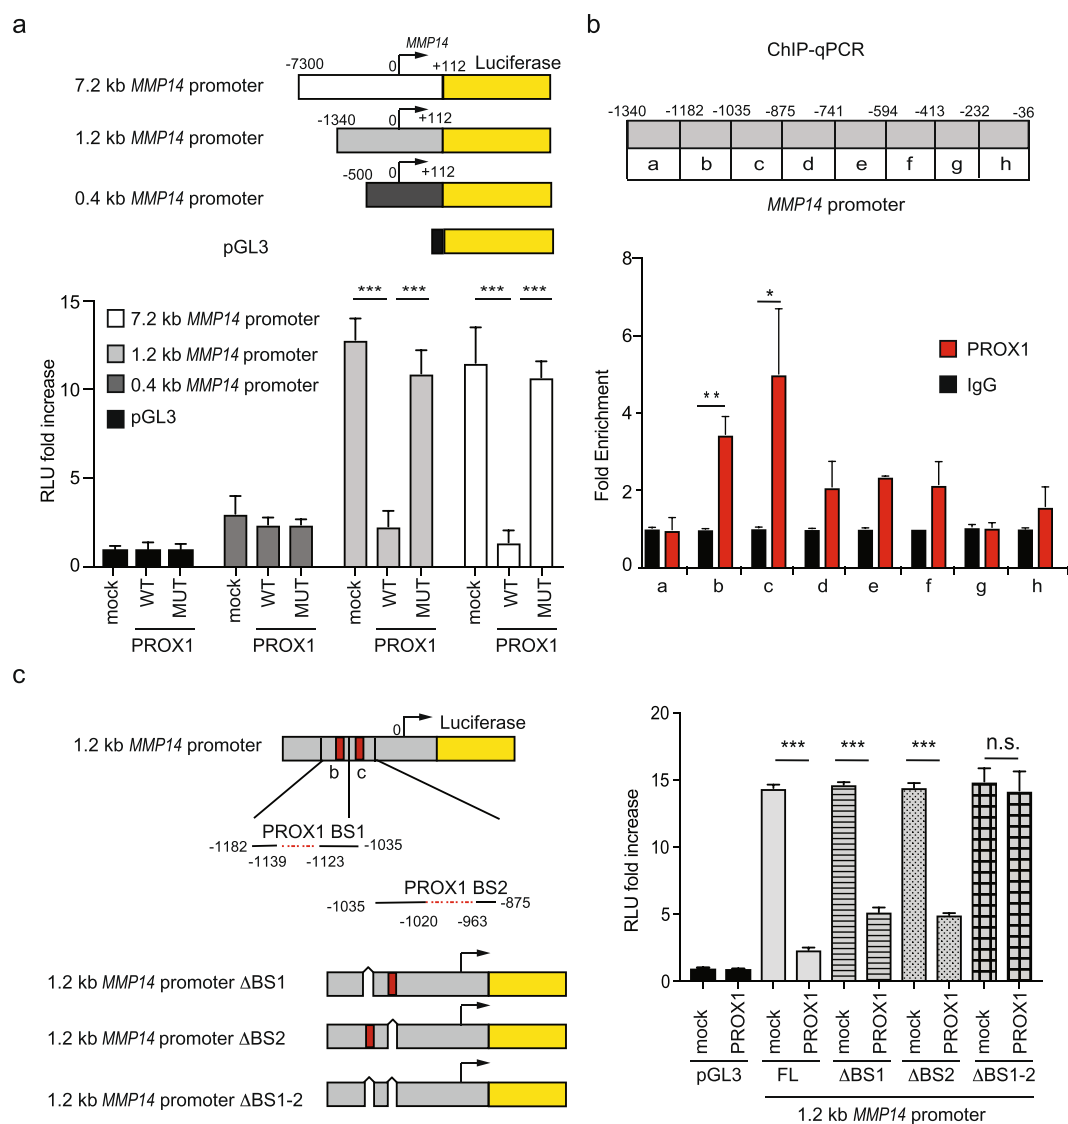 a
MMP14
-7300
0
+112
Luciferase
7.2 kb MMP14 promoter
-1340
0
+112
1.2 kb MMP14 promoter
-500
0
+112
0.4 kb MMP14 promoter
pGL3
RLU fold increase
15
10
5
0
7.2 kb MMP14 promoter
1.2 kb MMP14 promoter
0.4 kb MMP14 promoter
pGL3
*** *** *** ***
mock WT MUT mock WT MUT mock WT MUT mock WT MUT
PROX1 PROX1 PROX1 PROX1
b
ChIP-qPCR
-1340 -1182 -1035 -875 -741 -594 -413 -232 -36
a b c d e f g h
MMP14 promoter
Fold Enrichment
8
6
4
2
0
** *
PROX1
IgG
a b c d e f g h
c
1.2 kb MMP14 promoter
0
Luciferase
b c
PROX1 BS1
-1182 -1035
-1139 -1123
PROX1 BS2
-1035 -875
-1020 -963
1.2 kb MMP14 promoter ΔBS1
1.2 kb MMP14 promoter ΔBS2
1.2 kb MMP14 promoter ΔBS1-2
RLU fold increase
20
15
10
5
0
*** *** *** n.s.
mock PROX1 mock PROX1 mock PROX1 mock PROX1 mock PROX1
pGL3 FL ΔBS1 ΔBS2 ΔBS1-2
1.2 kb MMP14 promoter